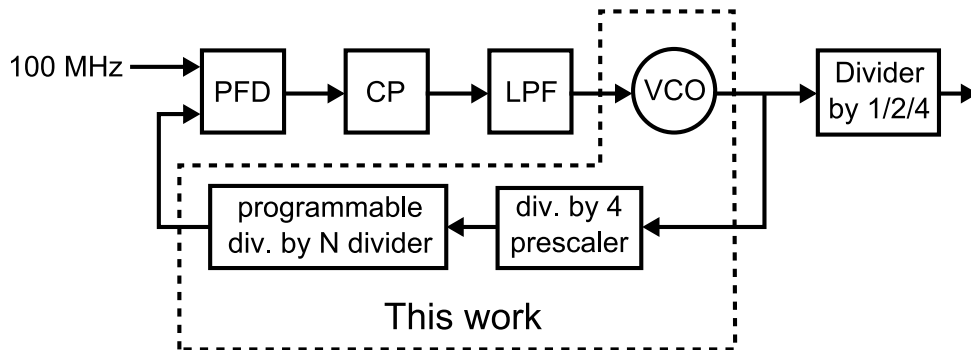 100 MHz
PFD
CP
LPF
VCO
Divider
by 1/2/4
programmable
div. by N divider
div. by 4
prescaler
This work